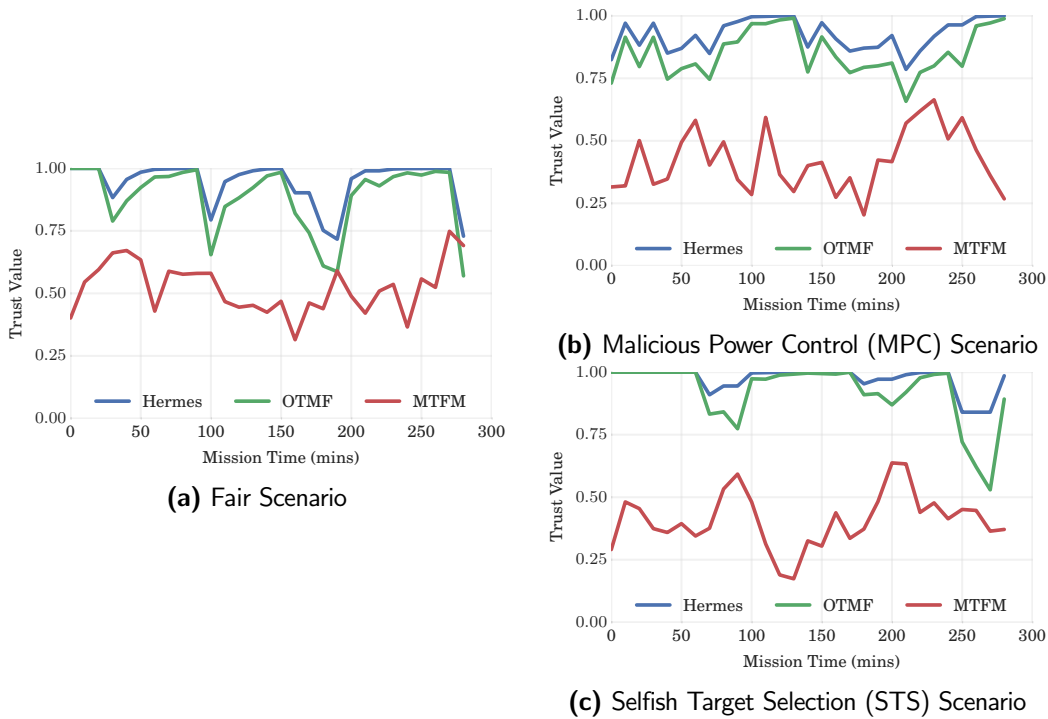 1.00
0.75
0.50
0.25
0.00
Trust Value
Hermes OTMF MTFM
0 50 100 150 200 250 300
Mission Time (mins)
(a) Fair Scenario
1.00
0.75
0.50
0.25
0.00
Trust Value
Hermes OTMF MTFM
0 50 100 150 200 250 300
Mission Time (mins)
(b) Malicious Power Control (MPC) Scenario
1.00
0.75
0.50
0.25
0.00
Trust Value
Hermes OTMF MTFM
0 50 100 150 200 250 300
Mission Time (mins)
(c) Selfish Target Selection (STS) Scenario